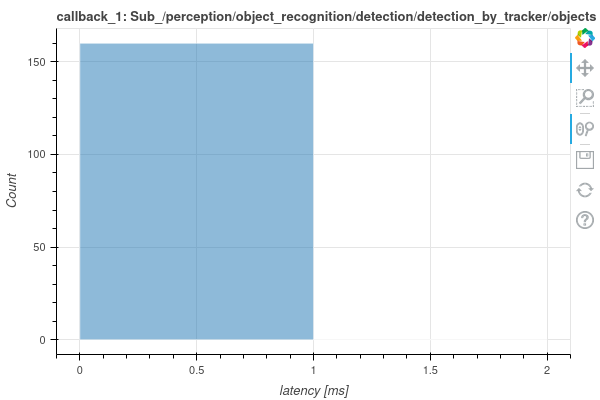 callback_1: Sub_/perception/object_recognition/detection/detection_by_tracker/objects
150
100
50
0
Count
0 0.5 1 1.5 2
latency [ms]